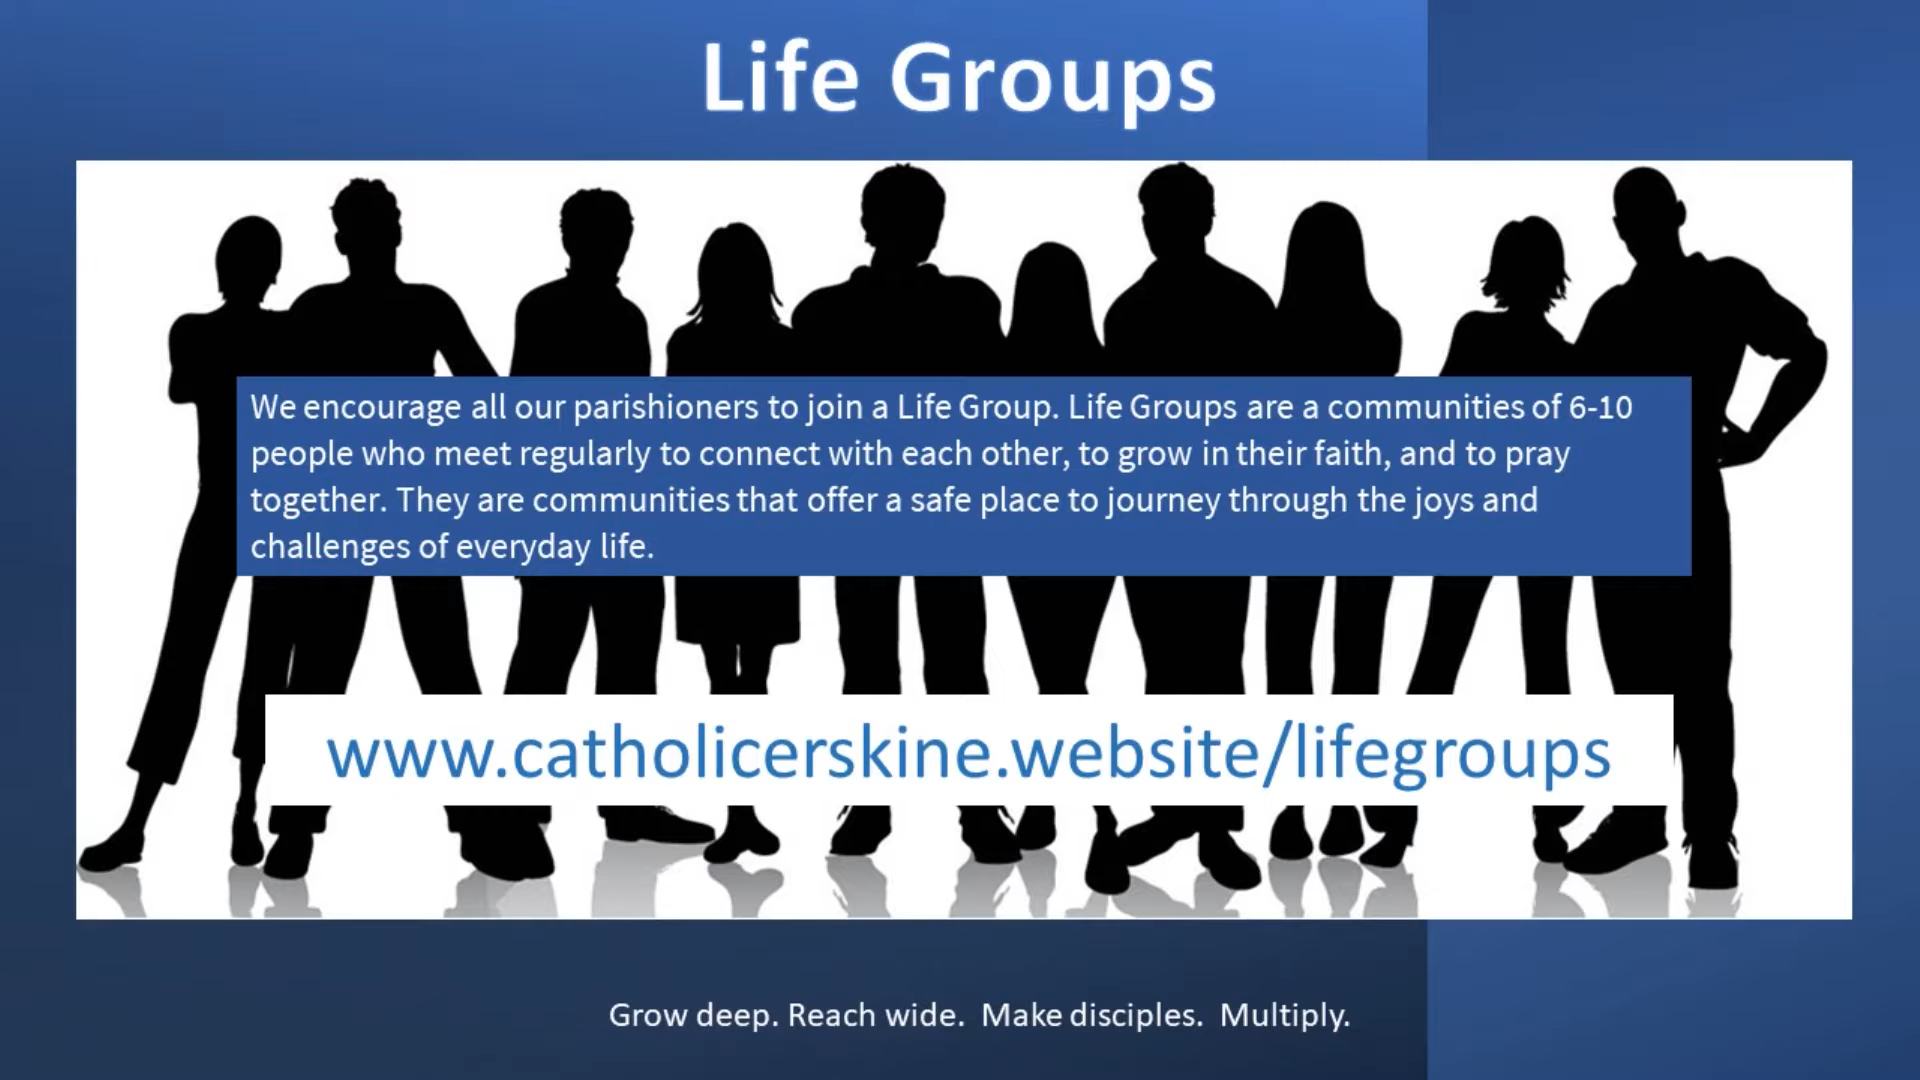 Life Groups
We encourage all our parishioners to join a Life Group. Life Groups are a communities of 6-10
people who meet regularly to connect with each other, to grow in their faith, and to pray
together. They are communities that offer a safe place to journey through the joys and
challenges of everyday life.
www.catholicerskine.website/lifegroups
Grow deep. Reach wide.  Make disciples.  Multiply.